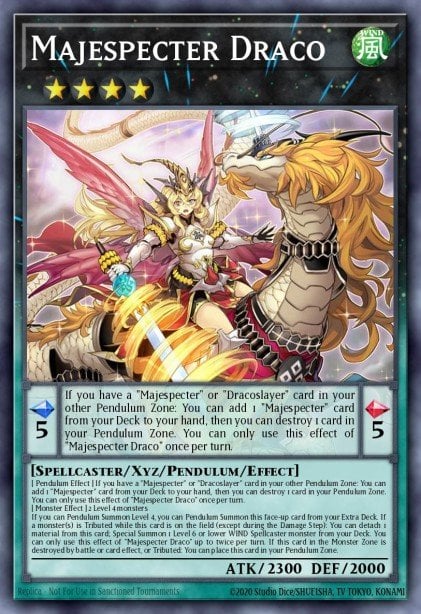 MAJESPECTER DRACO
WIND
風
If you have a "Majespecter" or "Dracoslayer" card in your
other Pendulum Zone: You can add 1 "Majespecter" card
from your Deck to your hand, then you can destroy 1 card in
your Pendulum Zone. You can only use this effect of
"Majespecter Draco" once per turn.
5
5
[SPELLCASTER/XYZ/PENDULUM/EFFECT]
[ Pendulum Effect ] If you have a "Majespecter" or "Dracoslayer" card in your other Pendulum Zone: You can
add 1 "Majespecter" card from your Deck to your hand, then you can destroy 1 card in your Pendulum Zone.
You can only use this effect of "Majespecter Draco" once per turn.
[ Monster Effect ] 2 Level 4 monsters
If you can Pendulum Summon Level 4, you can Pendulum Summon this face-up card from your Extra Deck. If
a monster(s) is Tributed while this card is on the field (except during the Damage Step): You can detach 1
material from this card; Special Summon 1 Level 6 or lower WIND Spellcaster monster from your Deck. You
can only use this effect of "Majespecter Draco" up to twice per turn. If this card in the Monster Zone is
destroyed by battle or card effect, or Tributed: You can place this card in your Pendulum Zone.
ATK/2300 DEF/2000
Replica - Not For Use in Sanctioned Tournaments
©2020 Studio Dice/SHUEISHA, TV TOKYO, KONAMI